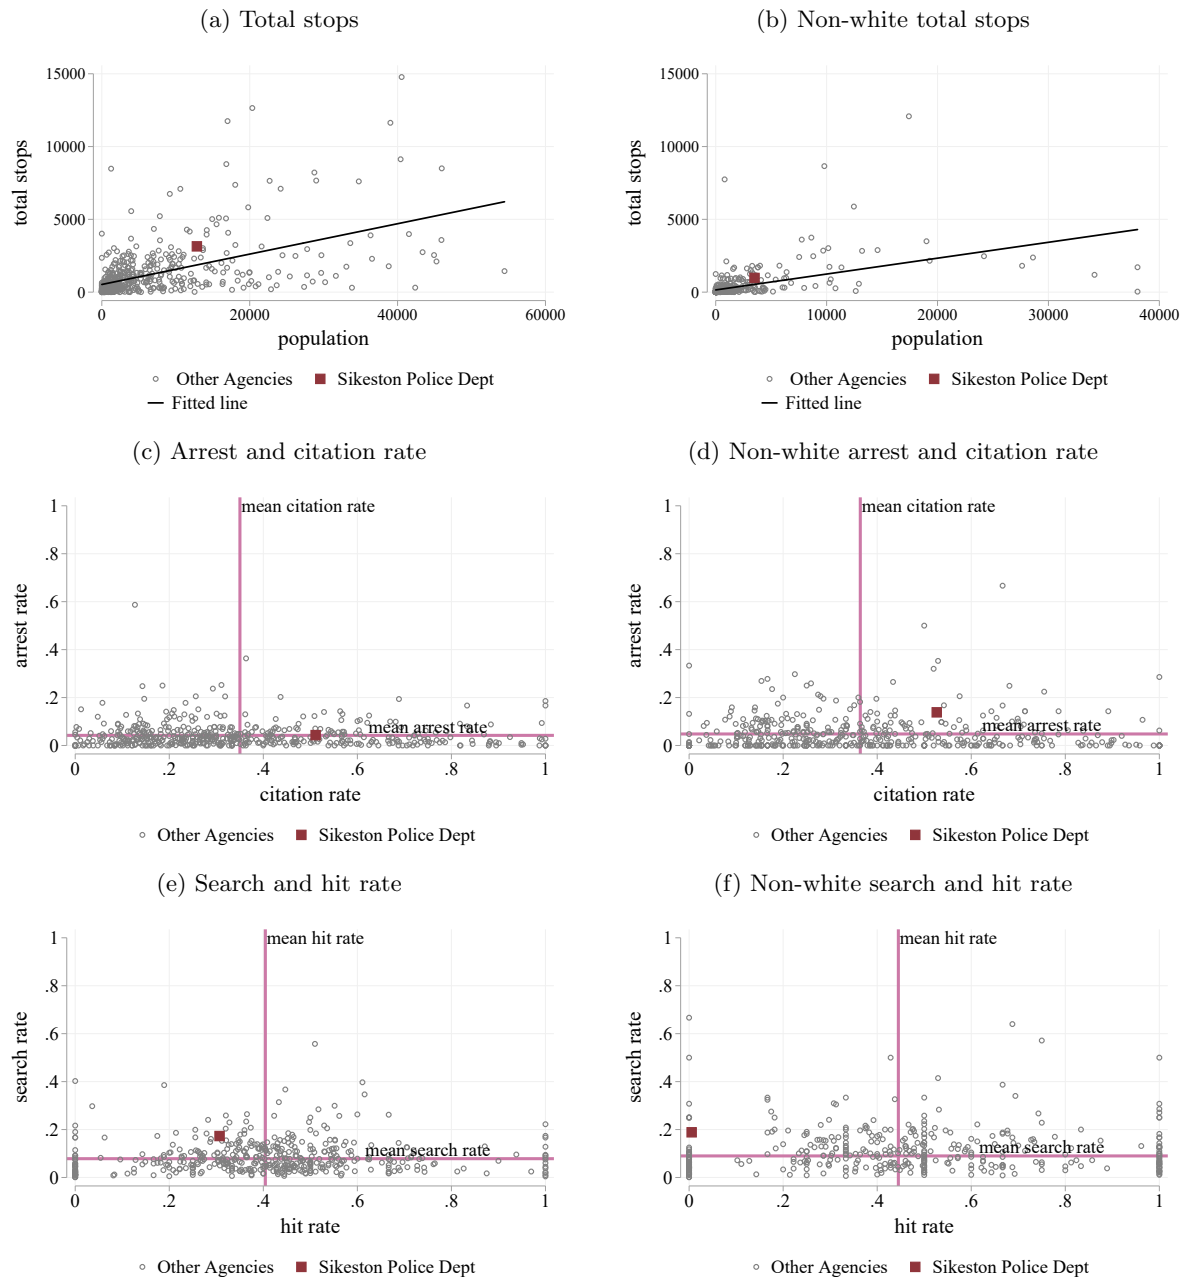 (a) Total stops
15000
10000
5000
0
total stops
0 20000 40000 60000
population
Other Agencies Sikeston Police Dept
Fitted line
(b) Non-white total stops
15000
10000
5000
0
total stops
0 10000 20000 30000 40000
population
Other Agencies Sikeston Police Dept
Fitted line
(c) Arrest and citation rate
1
.8
.6
.4
.2
0
arrest rate
mean citation rate
mean arrest rate
0 .2 .4 .6 .8 1
citation rate
Other Agencies Sikeston Police Dept
(d) Non-white arrest and citation rate
1
.8
.6
.4
.2
0
arrest rate
mean citation rate
mean arrest rate
0 .2 .4 .6 .8 1
citation rate
Other Agencies Sikeston Police Dept
(e) Search and hit rate
1
.8
.6
.4
.2
0
search rate
mean hit rate
mean search rate
0 .2 .4 .6 .8 1
hit rate
Other Agencies Sikeston Police Dept
(f) Non-white search and hit rate
1
.8
.6
.4
.2
0
search rate
mean hit rate
mean search rate
0 .2 .4 .6 .8 1
hit rate
Other Agencies Sikeston Police Dept